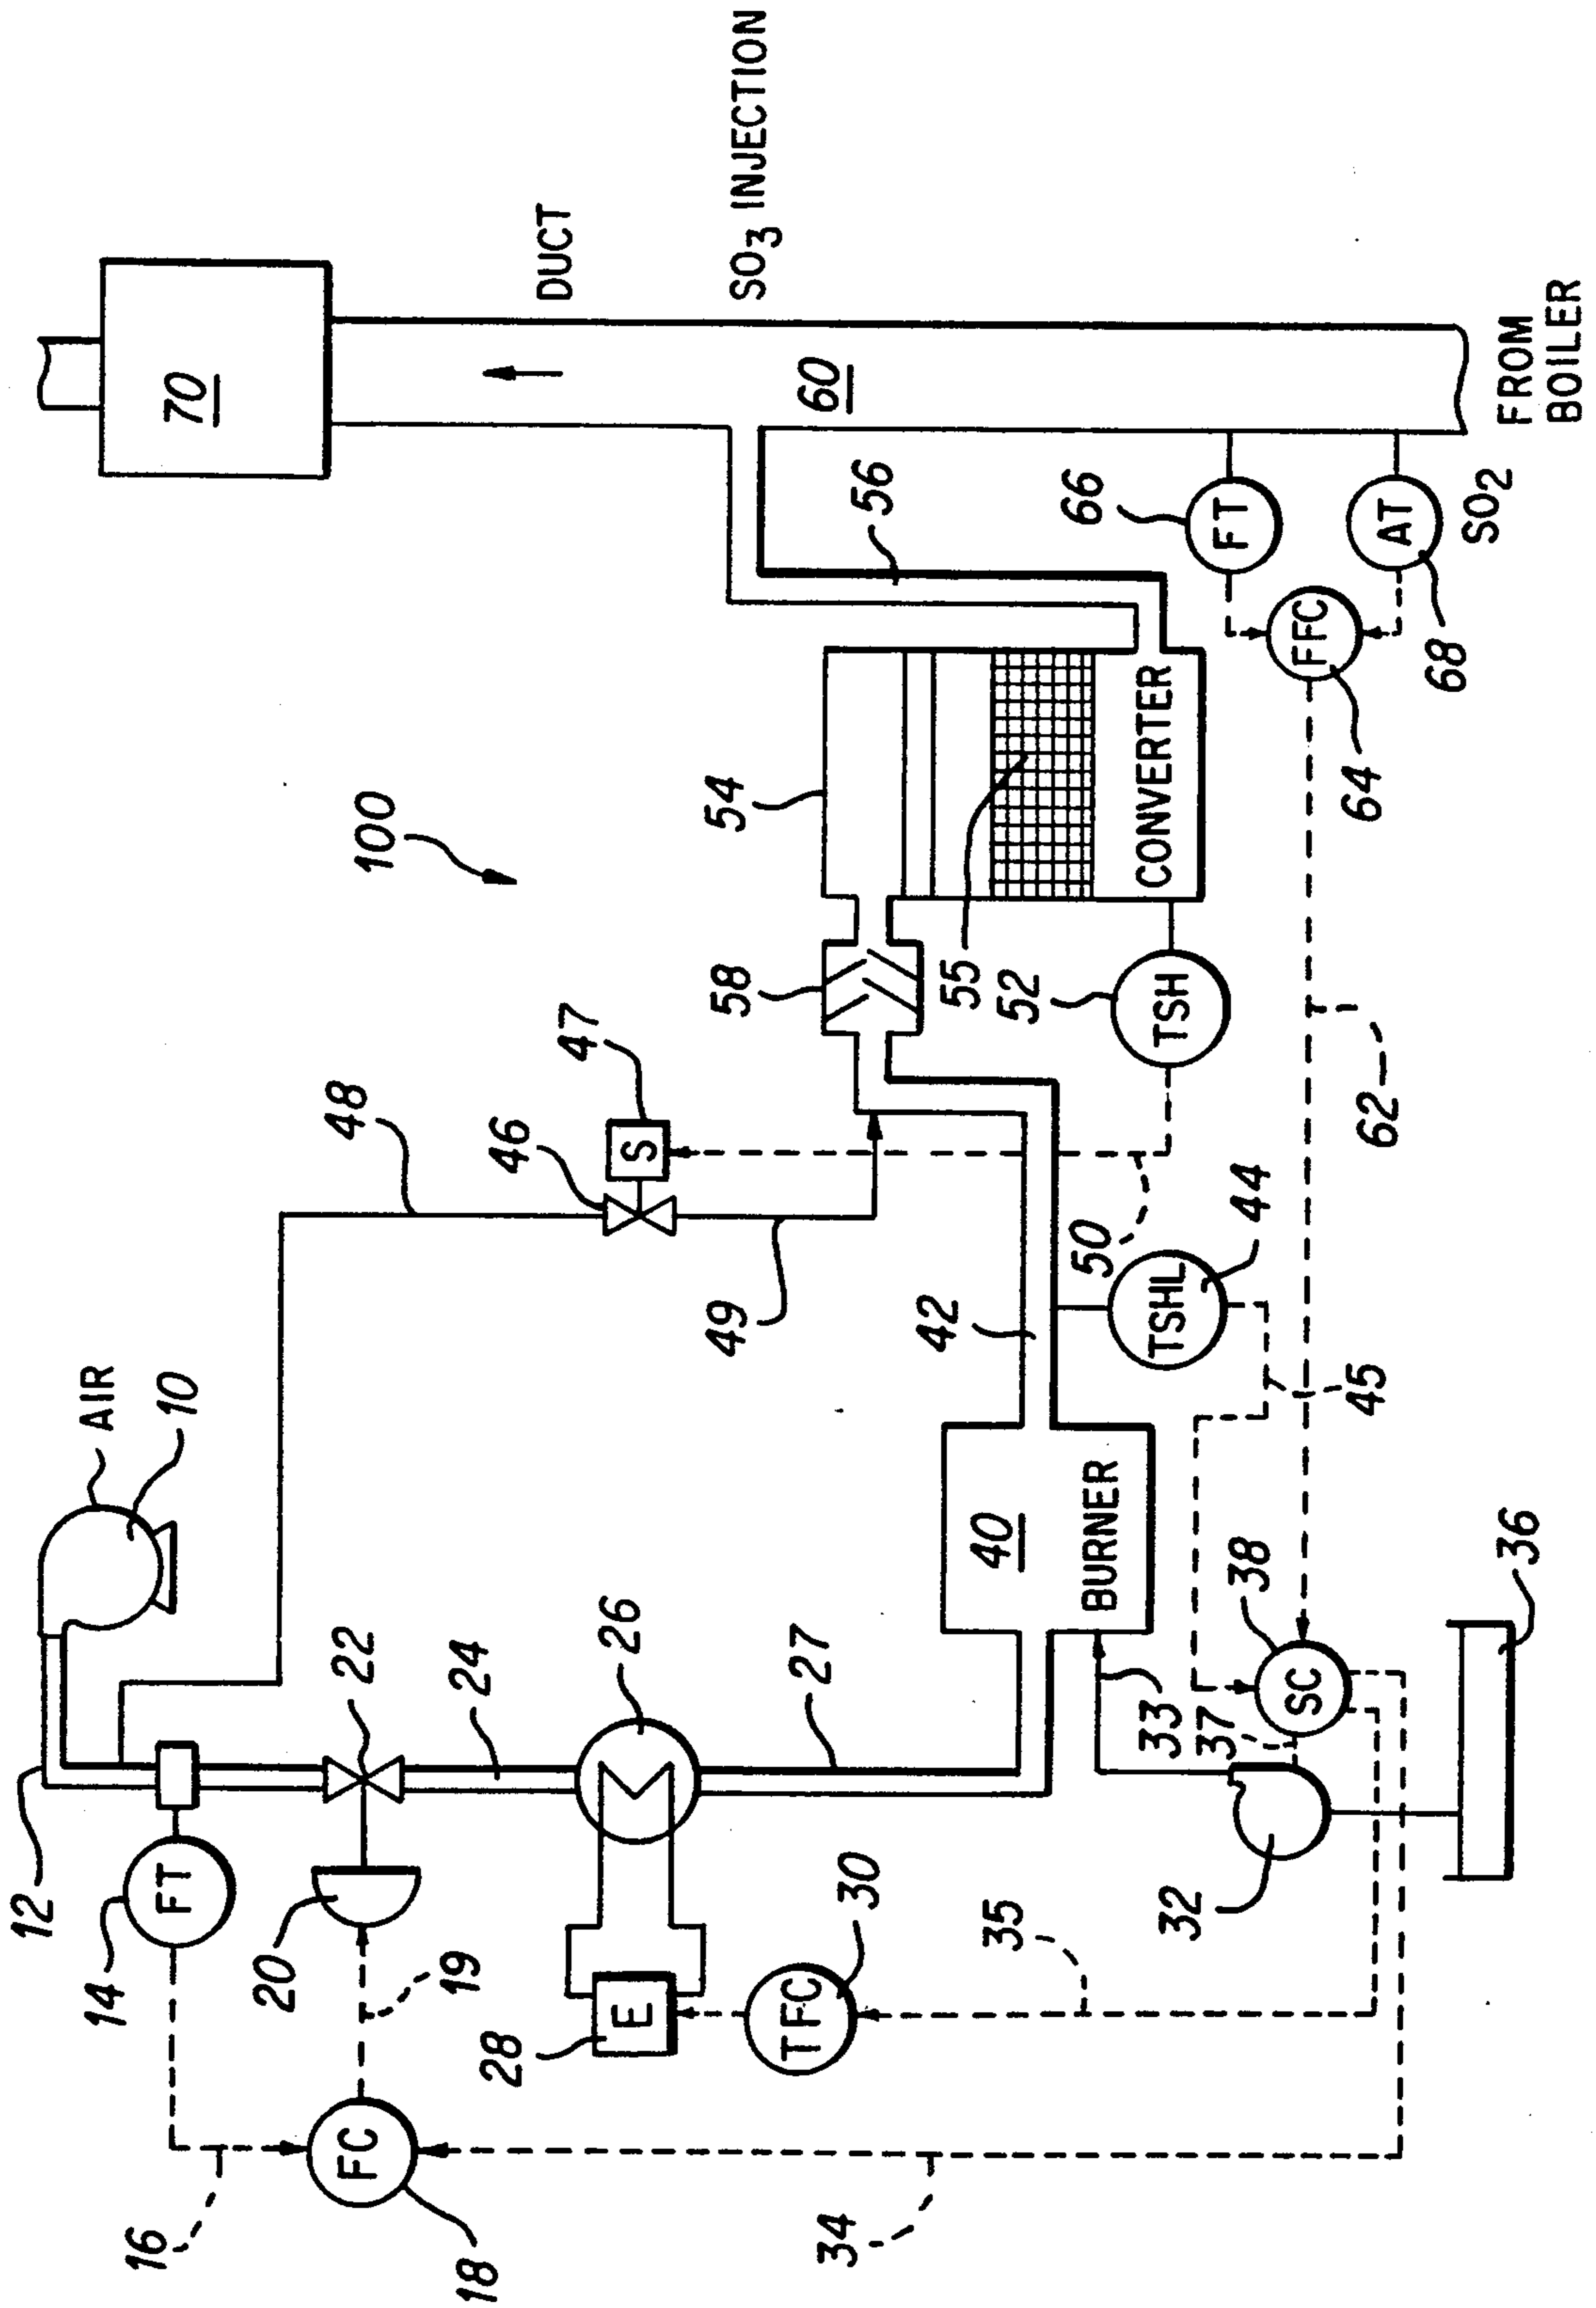 AIR
10
12
14
FT
16
18
FC
19
20
22
24
26
27
28
E
30
TFC
32
33
34
35
36
37
38
SC
40
BURNER
42
44
TSHL
45
46
47
S
48
49
50
52
TSH
54
55
CONVERTER
56
58
100
60
62
64
FFC
66
FT
68
AT
SO2
70
DUCT
SO3 INJECTION
FROM
BOILER